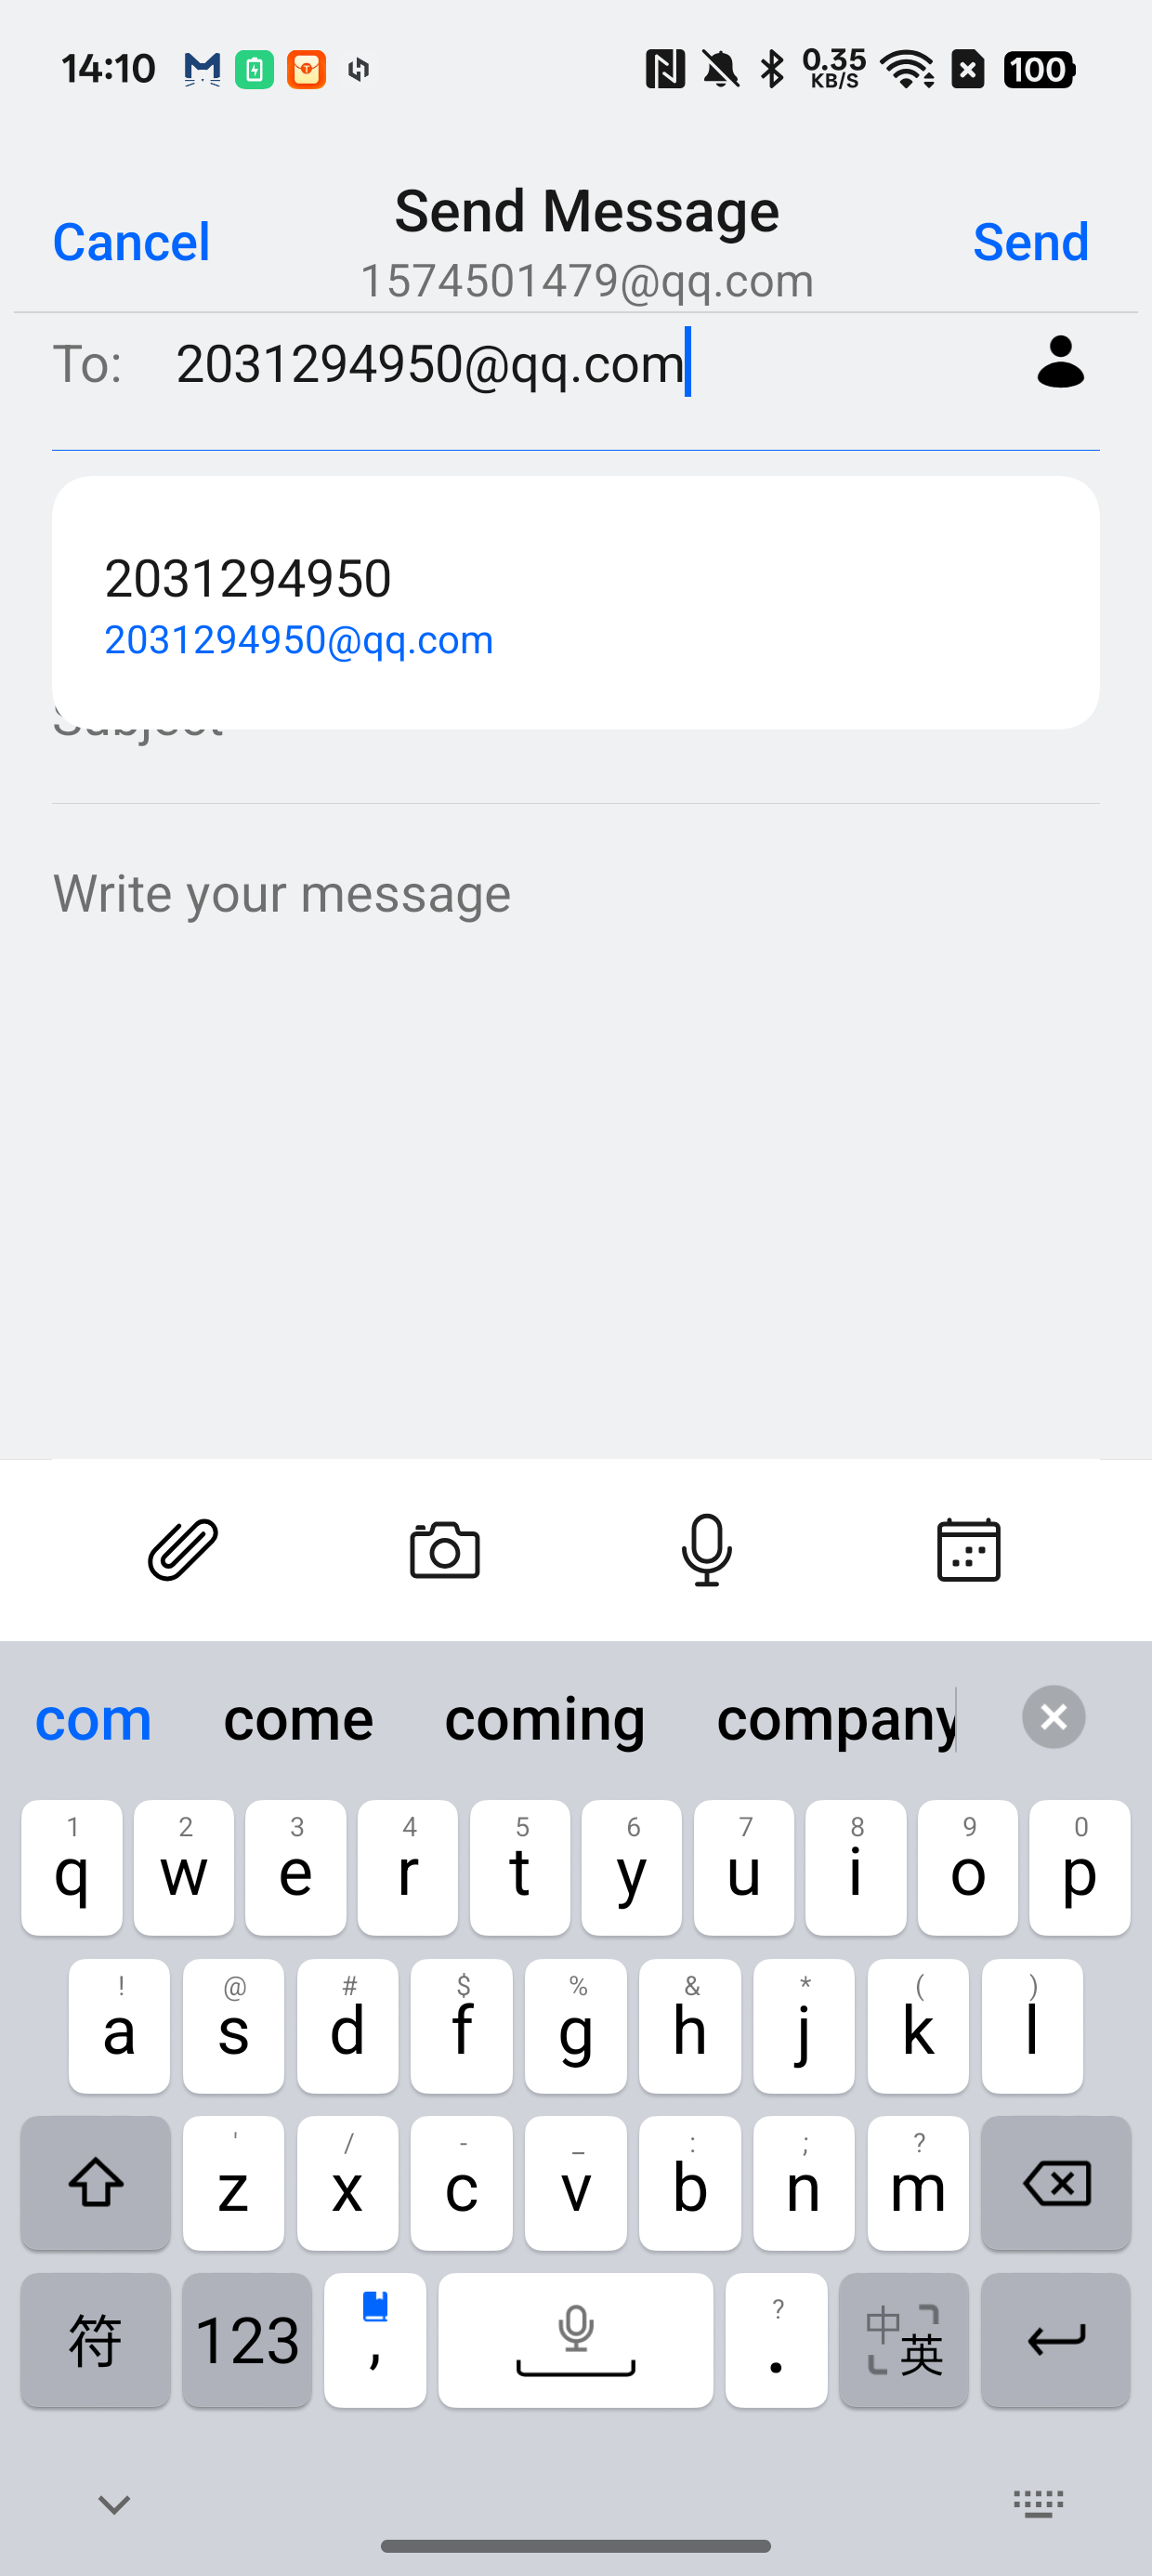 14:10
0.35
KB/S
100
Cancel
Send Message
1574501479@qq.com
Send
To: 2031294950@qq.com
2031294950
2031294950@qq.com
Subject
Write your message
com come coming company
1 2 3 4 5 6 7 8 9 0
q w e r t y u i o p
! @ # $ % & * ( )
a s d f g h j k l
' / - _ : ; ?
z x c v b n m
符 123 , ? . 中 英